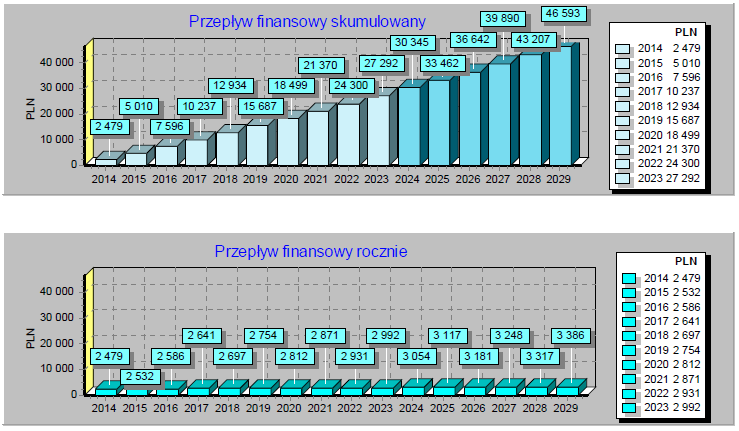 Przepływ finansowy skumulowany
PLN
40 000
30 000
20 000
10 000
0
2 479
5 010
7 596
10 237
12 934
15 687
18 499
21 370
24 300
27 292
30 345
33 462
36 642
39 890
43 207
46 593
2014 2015 2016 2017 2018 2019 2020 2021 2022 2023 2024 2025 2026 2027 2028 2029
PLN
2014 2 479
2015 5 010
2016 7 596
2017 10 237
2018 12 934
2019 15 687
2020 18 499
2021 21 370
2022 24 300
2023 27 292
Przepływ finansowy rocznie
PLN
40 000
30 000
20 000
10 000
0
2 479
2 532
2 586
2 641
2 697
2 754
2 812
2 871
2 931
2 992
3 054
3 117
3 181
3 248
3 317
3 386
2014 2015 2016 2017 2018 2019 2020 2021 2022 2023 2024 2025 2026 2027 2028 2029
PLN
2014 2 479
2015 2 532
2016 2 586
2017 2 641
2018 2 697
2019 2 754
2020 2 812
2021 2 871
2022 2 931
2023 2 992